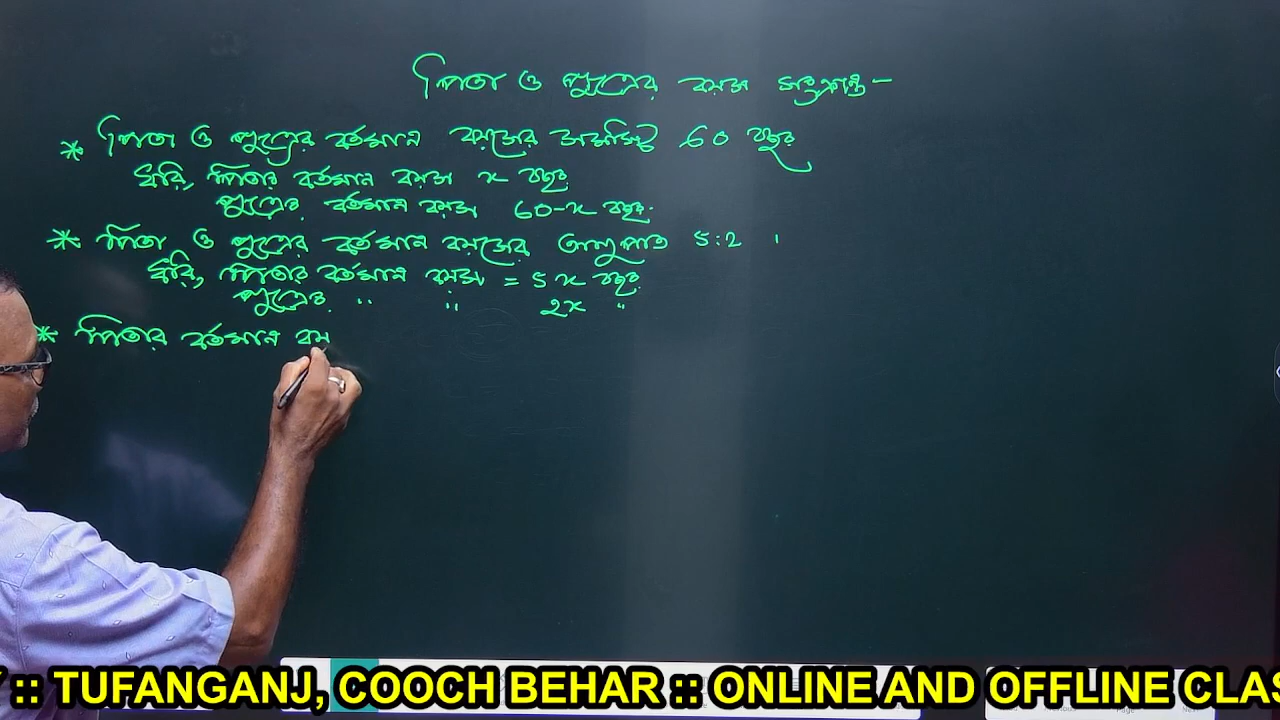 পিতা ও পুত্রের বয়স সংক্রান্ত -
* পিতা ও পুত্রের বর্তমান বয়সের সমষ্টি 60 বছর
ধরি, পিতার বর্তমান বয়স x বছর
পুত্রের বর্তমান বয়স 60-x বছর
* পিতা ও পুত্রের বর্তমান বয়সের অনুপাত 5:2 ।
ধরি, পিতার বর্তমান বয়স = 5x বছর
পুত্রের " " 2x "
* পিতার বর্তমান বয়
:: TUFANGANJ, COOCH BEHAR :: ONLINE AND OFFLINE CLAS